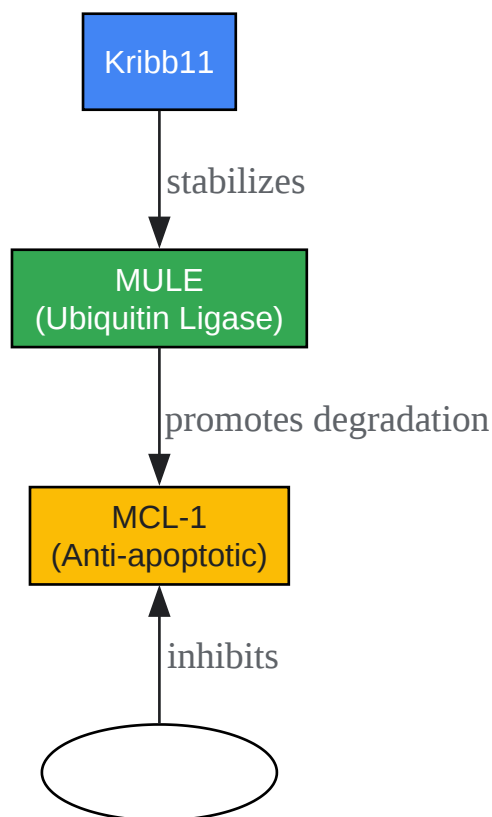 Kribb11
stabilizes
MULE
(Ubiquitin Ligase)
promotes degradation
MCL-1
(Anti-apoptotic)
inhibits